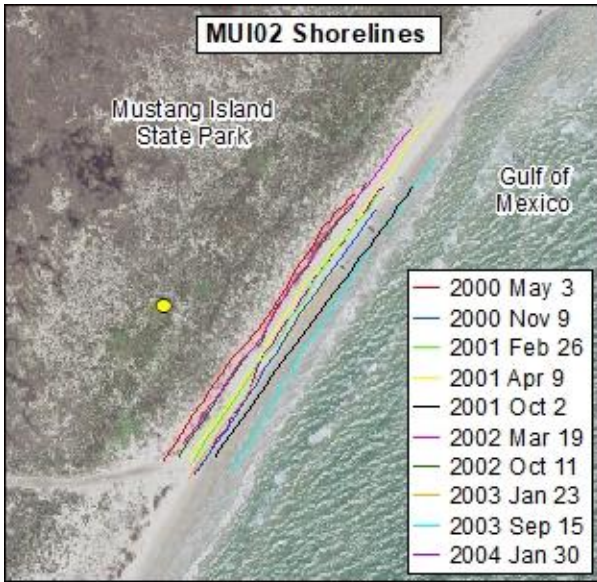 MUI02 Shorelines
Mustang Island
State Park
Gulf of
Mexico
2000 May 3
2000 Nov 9
2001 Feb 26
2001 Apr 9
2001 Oct 2
2002 Mar 19
2002 Oct 11
2003 Jan 23
2003 Sep 15
2004 Jan 30